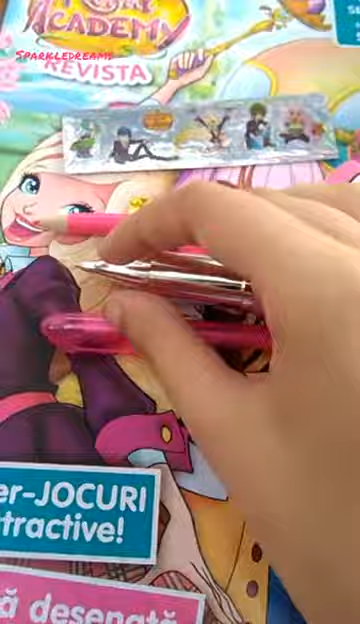 ACADEMY
Sparkledreams
REVISTA
er-JOCURI
tractive!
ă desenată